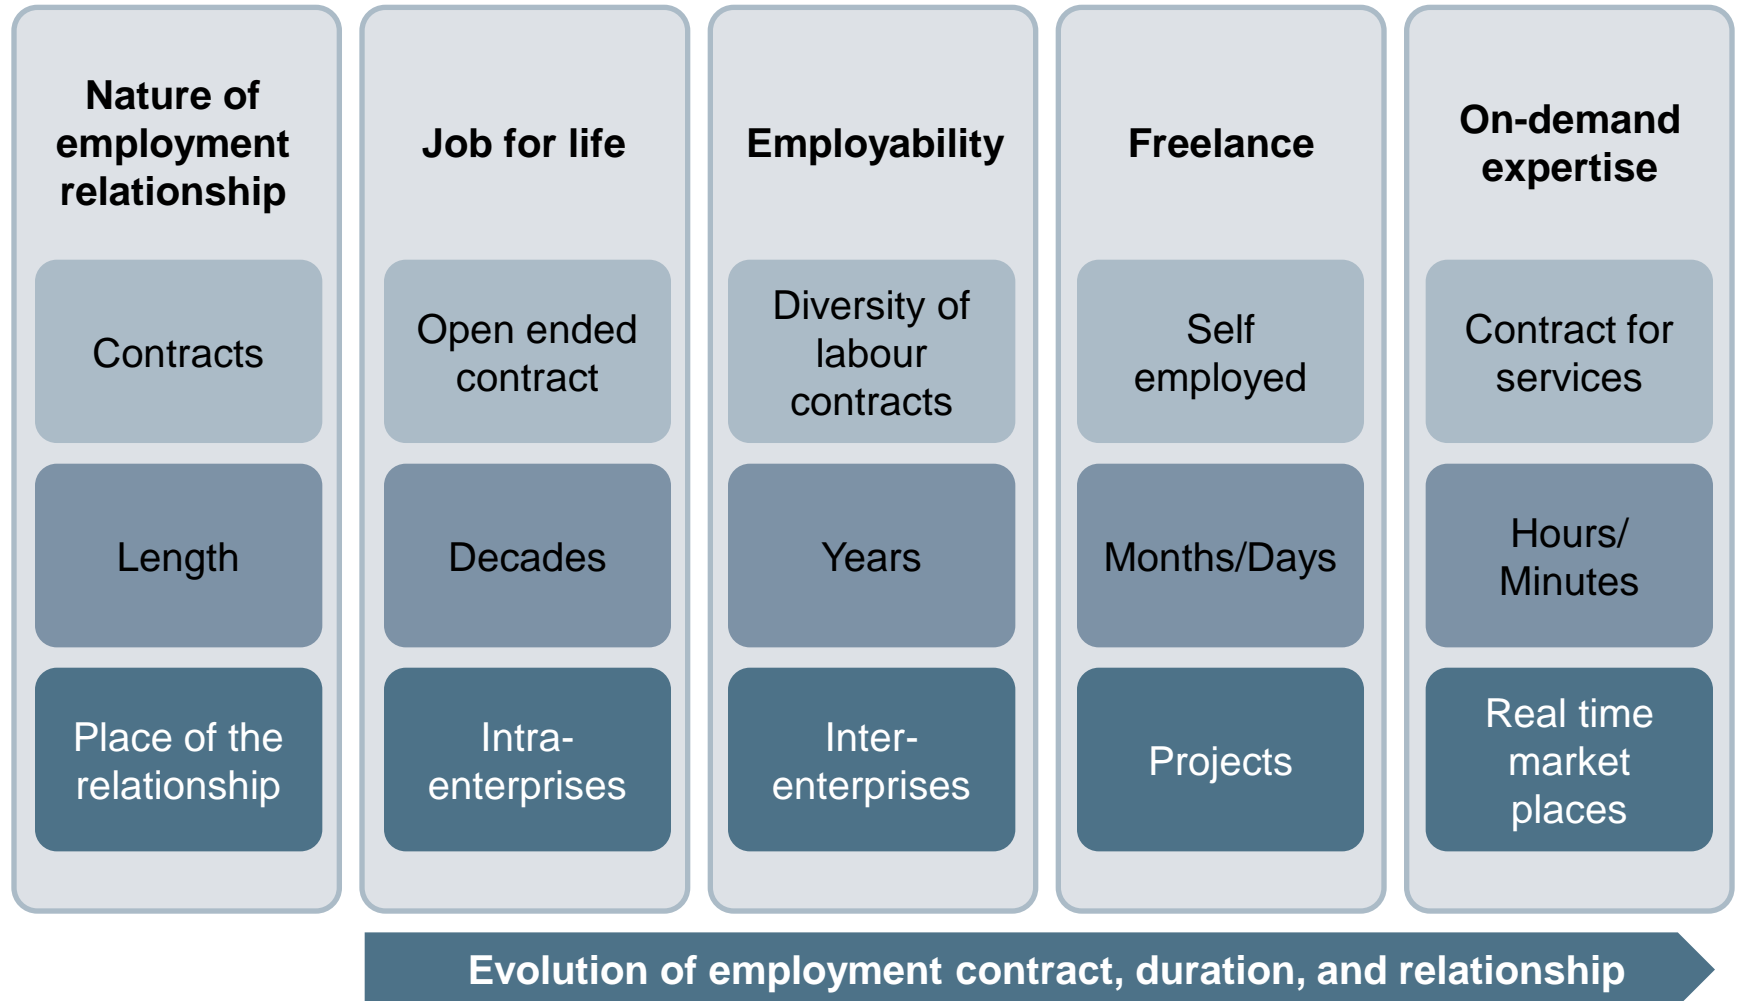 Nature of
employment
relationship
Contracts
Length
Place of the
relationship
Job for life
Open ended
contract
Decades
Intra-
enterprises
Employability
Diversity of
labour
contracts
Years
Inter-
enterprises
Freelance
Self
employed
Months/Days
Projects
On-demand
expertise
Contract for
services
Hours/
Minutes
Real time
market
places
Evolution of employment contract, duration, and relationship